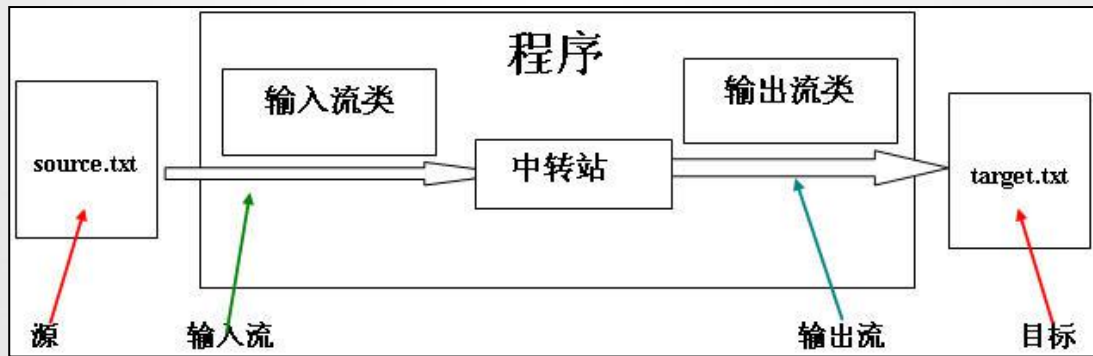 程序
输入流类
输出流类
source.txt
中转站
target.txt
源
输入流
输出流
目标